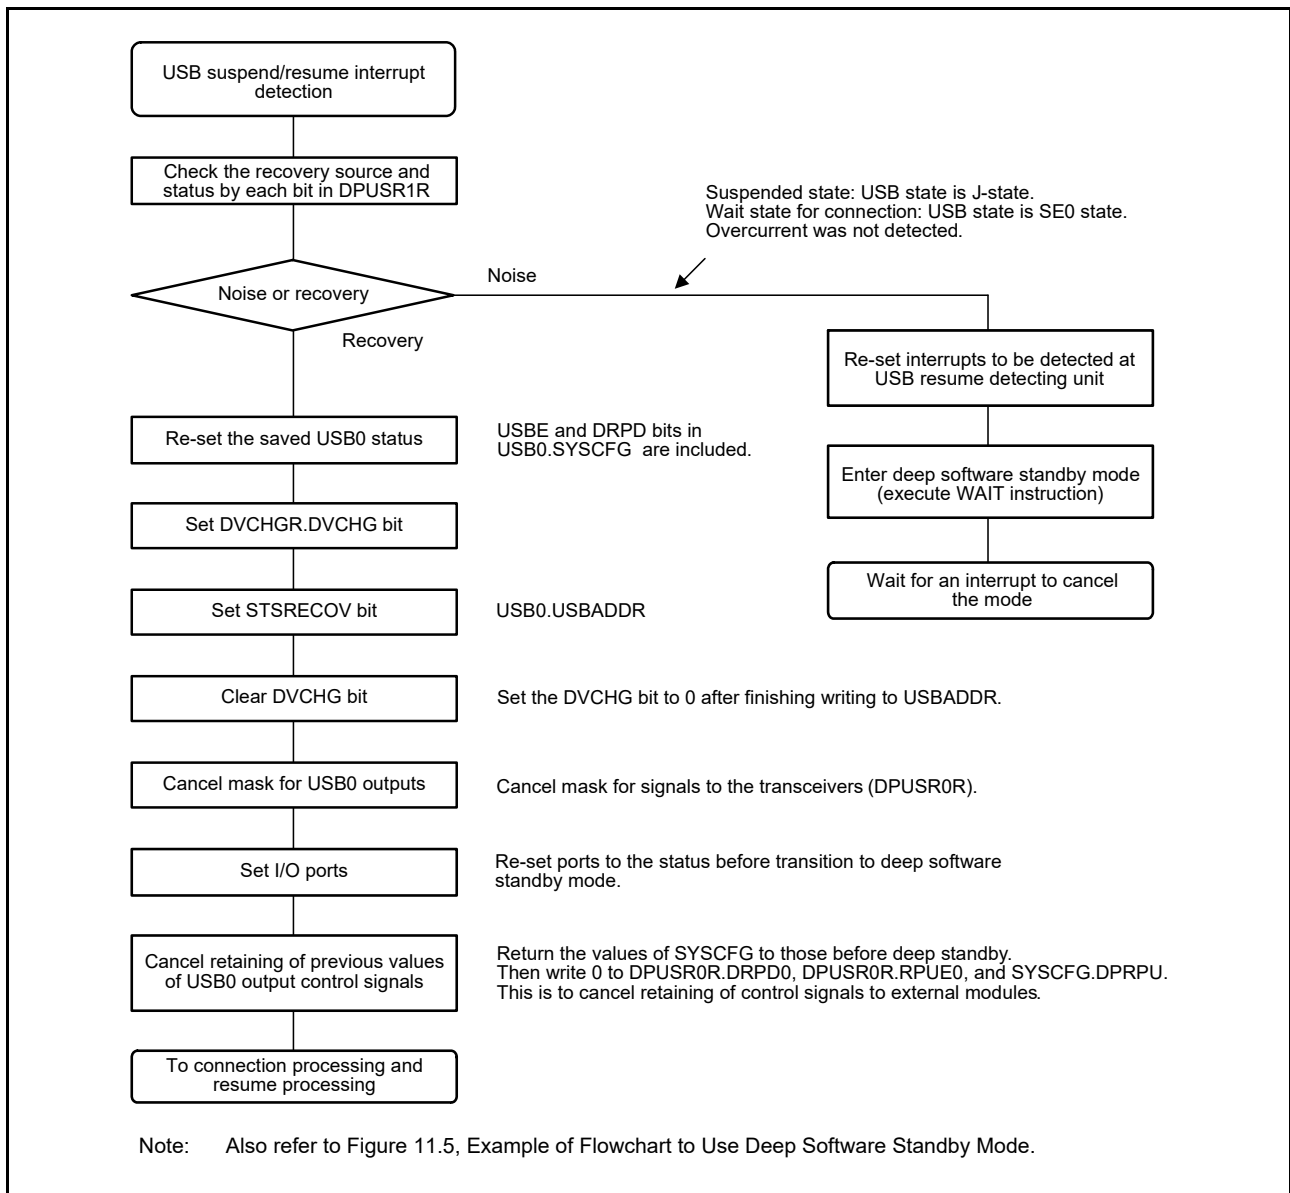 USB suspend/resume interrupt
detection
Check the recovery source and
status by each bit in DPUSR1R
Suspended state: USB state is J-state.
Wait state for connection: USB state is SE0 state.
Overcurrent was not detected.
Noise or recovery
Noise
Recovery
Re-set interrupts to be detected at
USB resume detecting unit
Re-set the saved USB0 status
USBE and DRPD bits in
USB0.SYSCFG are included.
Enter deep software standby mode
(execute WAIT instruction)
Set DVCHGR.DVCHG bit
Wait for an interrupt to cancel
the mode
Set STSRECOV bit
USB0.USBADDR
Clear DVCHG bit
Set the DVCHG bit to 0 after finishing writing to USBADDR.
Cancel mask for USB0 outputs
Cancel mask for signals to the transceivers (DPUSR0R).
Set I/O ports
Re-set ports to the status before transition to deep software
standby mode.
Cancel retaining of previous values
of USB0 output control signals
Return the values of SYSCFG to those before deep standby.
Then write 0 to DPUSR0R.DRPD0, DPUSR0R.RPUE0, and SYSCFG.DPRPU.
This is to cancel retaining of control signals to external modules.
To connection processing and
resume processing
Note: Also refer to Figure 11.5, Example of Flowchart to Use Deep Software Standby Mode.